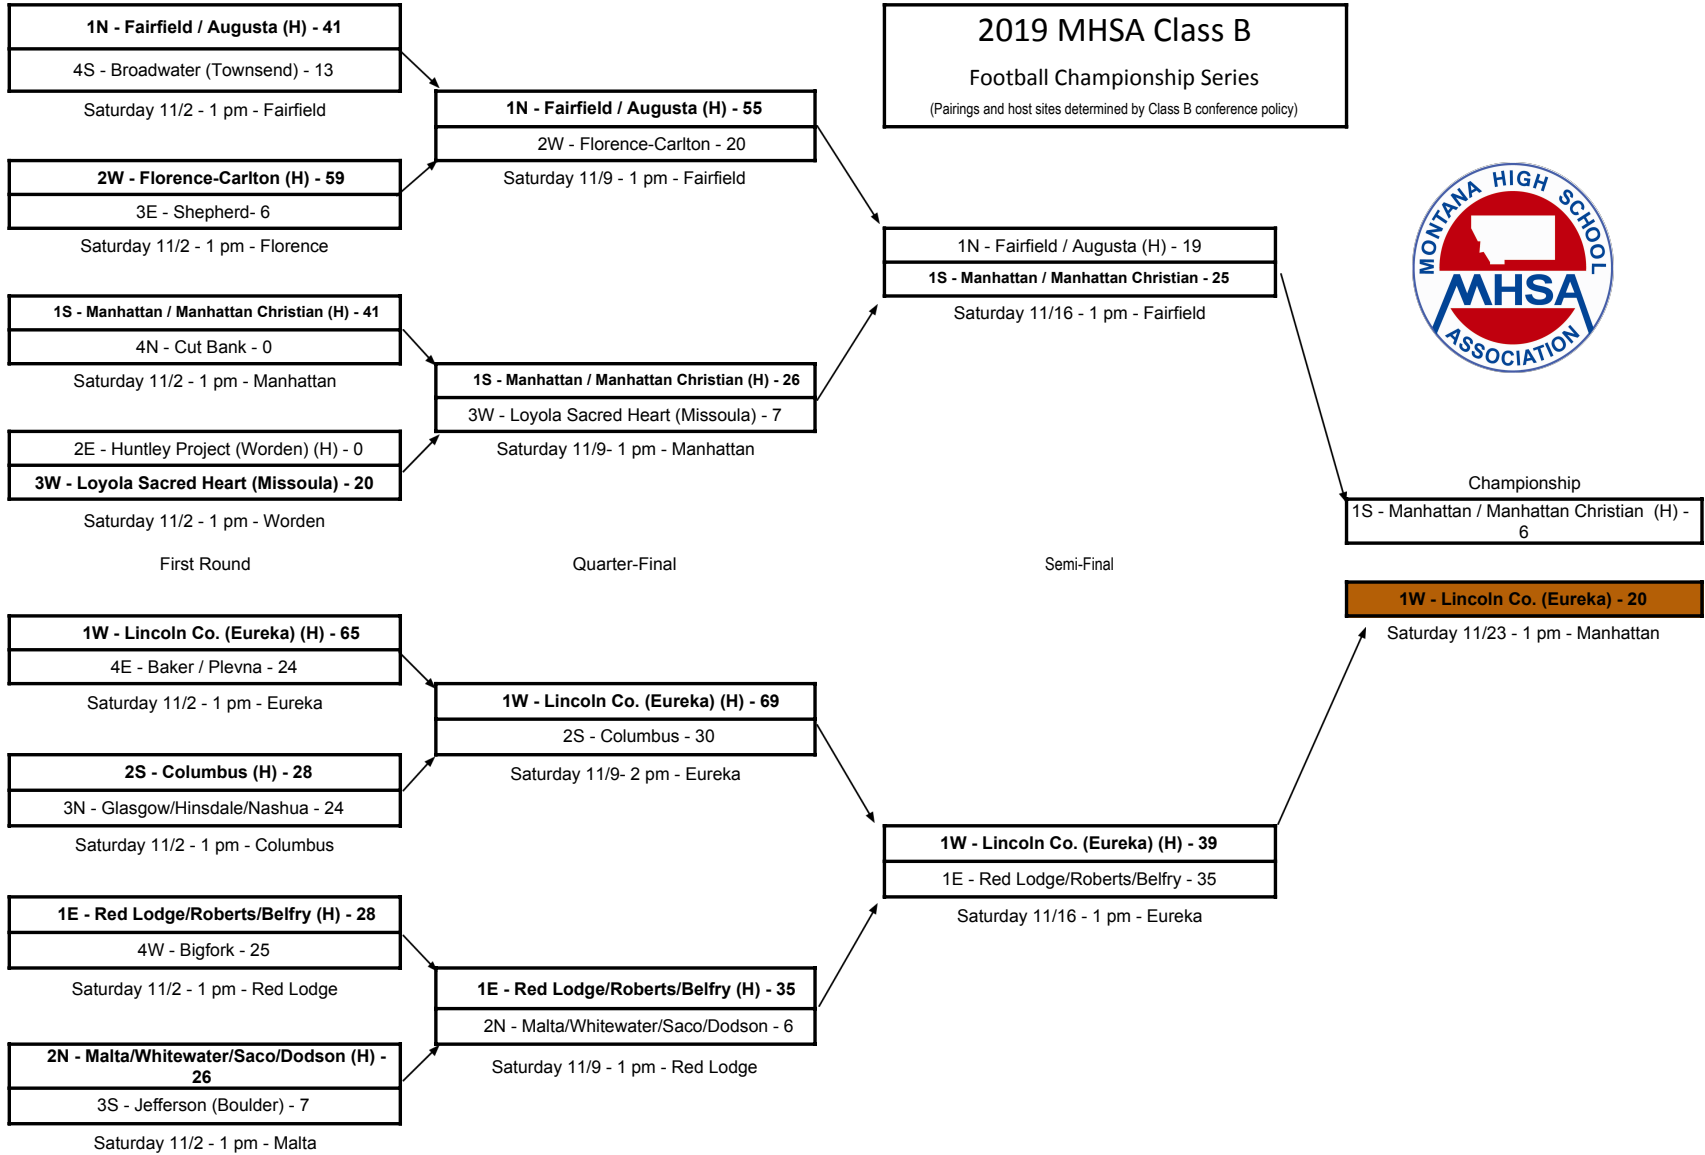 2019 MHSA Class B
Football Championship Series
(Pairings and host sites determined by Class B conference policy)
MONTANA HIGH SCHOOL
MHSA
ASSOCIATION
1N - Fairfield / Augusta (H) - 41
4S - Broadwater (Townsend) - 13
Saturday 11/2 - 1 pm - Fairfield
2W - Florence-Carlton (H) - 59
3E - Shepherd- 6
Saturday 11/2 - 1 pm - Florence
1S - Manhattan / Manhattan Christian (H) - 41
4N - Cut Bank - 0
Saturday 11/2 - 1 pm - Manhattan
2E - Huntley Project (Worden) (H) - 0
3W - Loyola Sacred Heart (Missoula) - 20
Saturday 11/2 - 1 pm - Worden
First Round
1W - Lincoln Co. (Eureka) (H) - 65
4E - Baker / Plevna - 24
Saturday 11/2 - 1 pm - Eureka
2S - Columbus (H) - 28
3N - Glasgow/Hinsdale/Nashua - 24
Saturday 11/2 - 1 pm - Columbus
1E - Red Lodge/Roberts/Belfry (H) - 28
4W - Bigfork - 25
Saturday 11/2 - 1 pm - Red Lodge
2N - Malta/Whitewater/Saco/Dodson (H) -
26
3S - Jefferson (Boulder) - 7
Saturday 11/2 - 1 pm - Malta
1N - Fairfield / Augusta (H) - 55
2W - Florence-Carlton - 20
Saturday 11/9 - 1 pm - Fairfield
1S - Manhattan / Manhattan Christian (H) - 26
3W - Loyola Sacred Heart (Missoula) - 7
Saturday 11/9- 1 pm - Manhattan
Quarter-Final
1W - Lincoln Co. (Eureka) (H) - 69
2S - Columbus - 30
Saturday 11/9- 2 pm - Eureka
1E - Red Lodge/Roberts/Belfry (H) - 35
2N - Malta/Whitewater/Saco/Dodson - 6
Saturday 11/9 - 1 pm - Red Lodge
1N - Fairfield / Augusta (H) - 19
1S - Manhattan / Manhattan Christian - 25
Saturday 11/16 - 1 pm - Fairfield
Semi-Final
1W - Lincoln Co. (Eureka) (H) - 39
1E - Red Lodge/Roberts/Belfry - 35
Saturday 11/16 - 1 pm - Eureka
Championship
1S - Manhattan / Manhattan Christian (H) -
6
1W - Lincoln Co. (Eureka) - 20
Saturday 11/23 - 1 pm - Manhattan